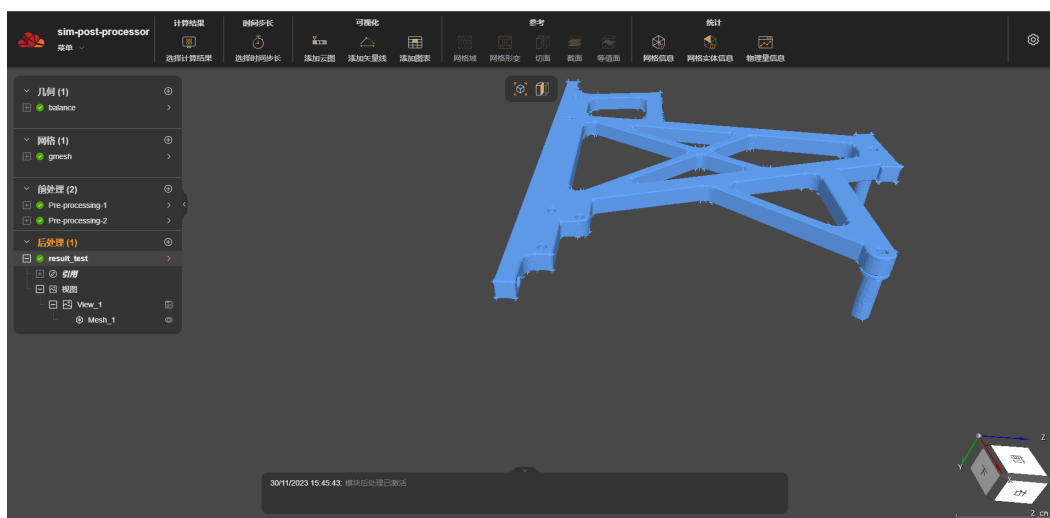 sim-post-processor
菜单
计算结果
时间步长
可视化
参考
统计
选择计算结果
选择时间步长
添加云图
添加矢量线
添加图表
网格域
网格形变
切面
截面
等值面
网格信息
网格实体信息
物理量信息
几何 (1)
balance
网格 (1)
gmesh
前处理 (2)
Pre-processing-1
Pre-processing-2
后处理 (1)
result_test
引用
视图
View_1
Mesh_1
30/11/2023 15:45:43: 模块后处理已激活
Z
Y
X
2 cm